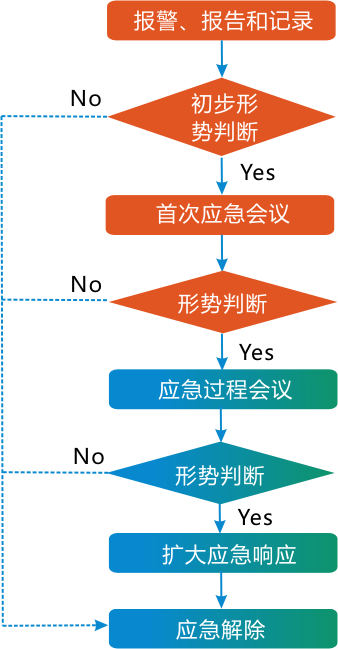 报警、报告和记录
No
初步形
势判断
Yes
首次应急会议
No
形势判断
Yes
应急过程会议
No
形势判断
Yes
扩大应急响应
应急解除